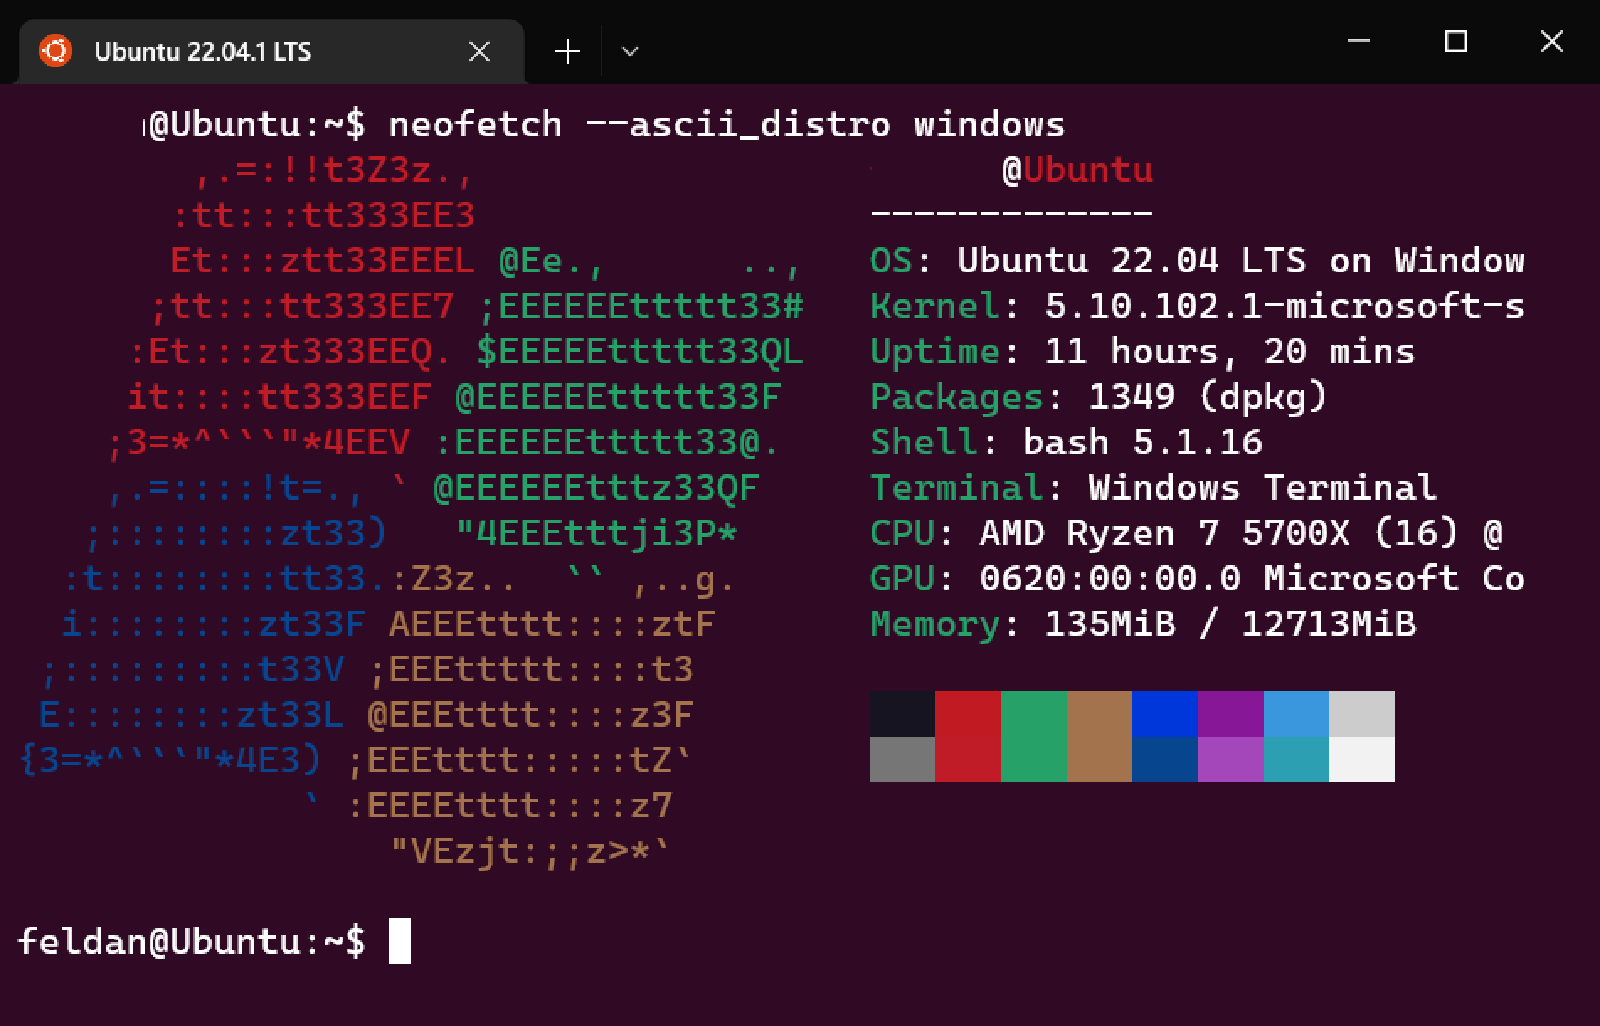 Ubuntu 22.04.1 LTS
@Ubuntu:~$ neofetch --ascii_distro windows
        ,.=:!!t3Z3z.,                  @Ubuntu
       :tt:::tt333EE3                  -------------
       Et:::ztt33EEEL @Ee.,      ..,   OS: Ubuntu 22.04 LTS on Window
      ;tt:::tt333EE7 ;EEEEEEttttt33#   Kernel: 5.10.102.1-microsoft-s
     :Et:::zt333EEQ. $EEEEEttttt33QL   Uptime: 11 hours, 20 mins
     it::::tt333EEF @EEEEEEttttt33F    Packages: 1349 (dpkg)
    ;3=*^```"*4EEV :EEEEEEttttt33@.    Shell: bash 5.1.16
    ,.=::::!t=., ` @EEEEEEtttz33QF     Terminal: Windows Terminal
   ;::::::::zt33)   "4EEEtttji3P*      CPU: AMD Ryzen 7 5700X (16) @
  :t::::::::tt33.:Z3z..  `` ,..g.      GPU: 0620:00:00.0 Microsoft Co
  i::::::::zt33F AEEEtttt::::ztF       Memory: 135MiB / 12713MiB
 ;:::::::::t33V ;EEEttttt::::t3
 E::::::::zt33L @EEEtttt::::z3F
{3=*^```"*4E3) ;EEEtttt:::::tZ`
             ` :EEEEtttt::::z7
                 "VEzjt:;;z>*`
feldan@Ubuntu:~$